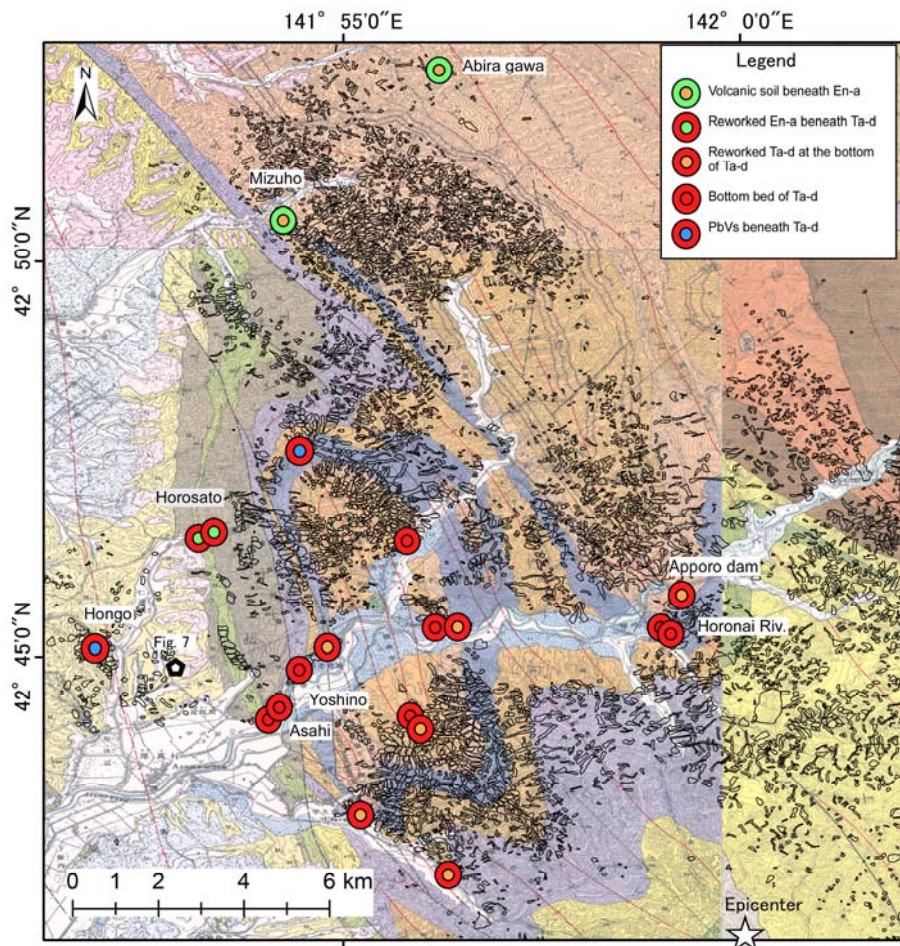 141° 55'0"E
142° 0'0"E
N
Abira gawa
Legend
Volcanic soil beneath En-a
Reworked En-a beneath Ta-d
Reworked Ta-d at the bottom
of Ta-d
Bottom bed of Ta-d
PbVs beneath Ta-d
Mizuho
42° 50'0"N
Horosato
Apporo dam
Hongo
Fig. 7
Horonai Riv.
42° 45'0"N
Yoshino
Asahi
0 1 2 4 6 km
Epicenter